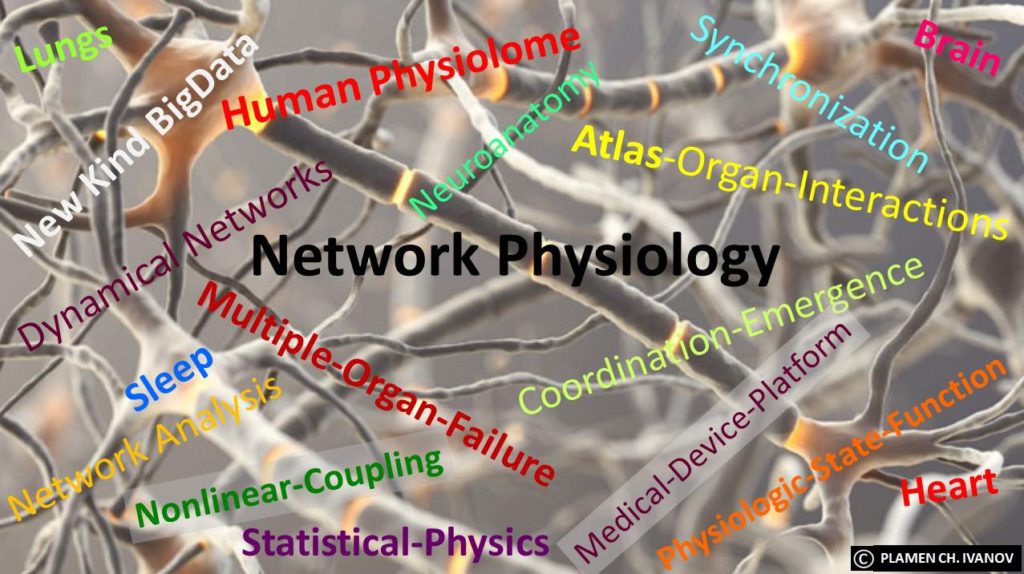 Lungs
New Kind BigData
Human Physiolome
Neuroanatomy
Synchronization
Brain
Atlas-Organ-Interactions
Dynamical Networks
Network Physiology
Multiple-Organ-Failure
Coordination-Emergence
Sleep
Network Analysis
Medical-Device-Platform
Physiologic-State-Function
Nonlinear-Coupling
Heart
Statistical-Physics
© PLAMEN CH. IVANOV